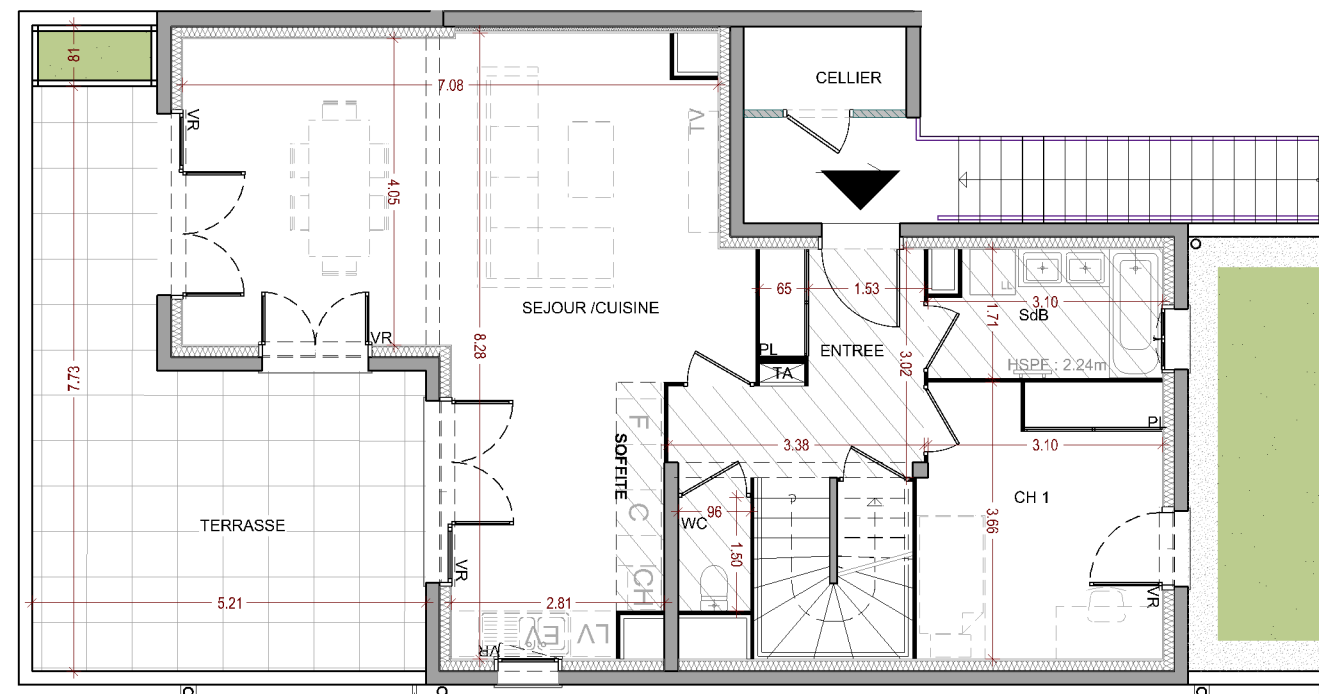 81
CELLIER
7.08
VR
TV
4.05
65
1.53
3.10
SEJOUR /CUISINE
1.71
SdB
F
PL
ENTREE
3.02
HSPF : 2.24m
VR
8.28
TA
7.73
F
SOFFITE
3.38
3.10
PL
C
CH 1
96
WC
TERRASSE
3.66
1,50
VR
CH
5.21
2.81
VR
LV
EV
VR